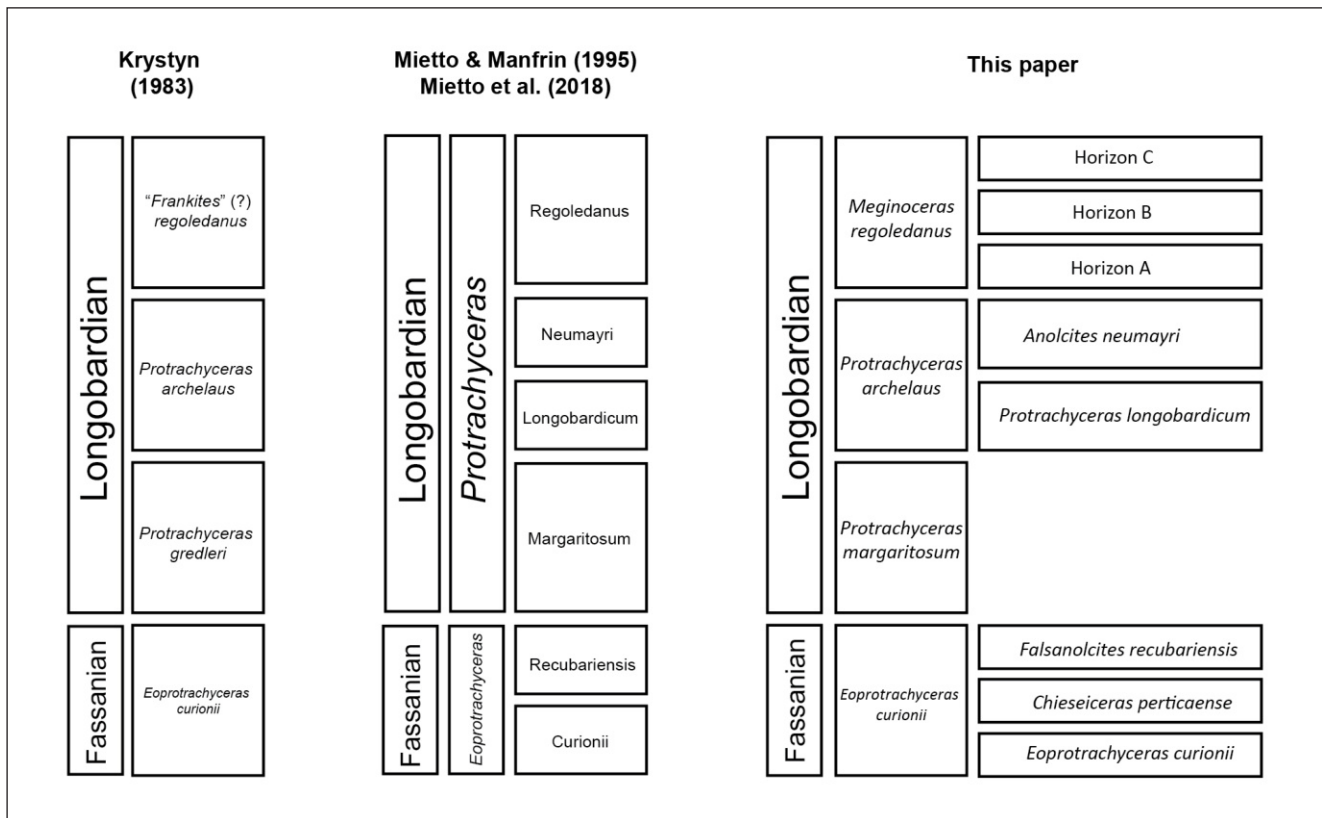 Krystyn
(1983)
Longobardian
"Frankites" (?)
regoledanus
Protrachyceras
archelaus
Protrachyceras
gredleri
Fassanian
Eoprotrachyceras
curionii
Mietto & Manfrin (1995)
Mietto et al. (2018)
Longobardian
Protrachyceras
Regoledanus
Neumayri
Longobardicum
Margaritosum
Fassanian
Eoprotrachyceras
Recubariensis
Curionii
This paper
Longobardian
Meginoceras
regoledanus
Horizon C
Horizon B
Horizon A
Protrachyceras
archelaus
Anolcites neumayri
Protrachyceras longobardicum
Protrachyceras
margaritosum
Fassanian
Eoprotrachyceras
curionii
Falsanolcites recubariensis
Chieseiceras perticaense
Eoprotrachyceras curionii